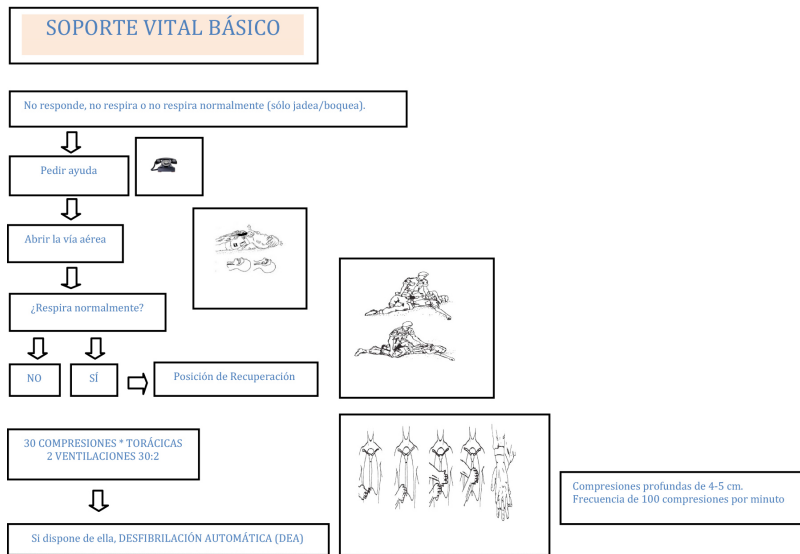 SOPORTE VITAL BÁSICO
No responde, no respira o no respira normalmente (sólo jadea/boquea).
Pedir ayuda
Abrir la vía aérea
¿Respira normalmente?
NO
SÍ
Posición de Recuperación
30 COMPRESIONES * TORÁCICAS
2 VENTILACIONES 30:2
Compresiones profundas de 4-5 cm.
Frecuencia de 100 compresiones por minuto
Si dispone de ella, DESFIBRILACIÓN AUTOMÁTICA (DEA)